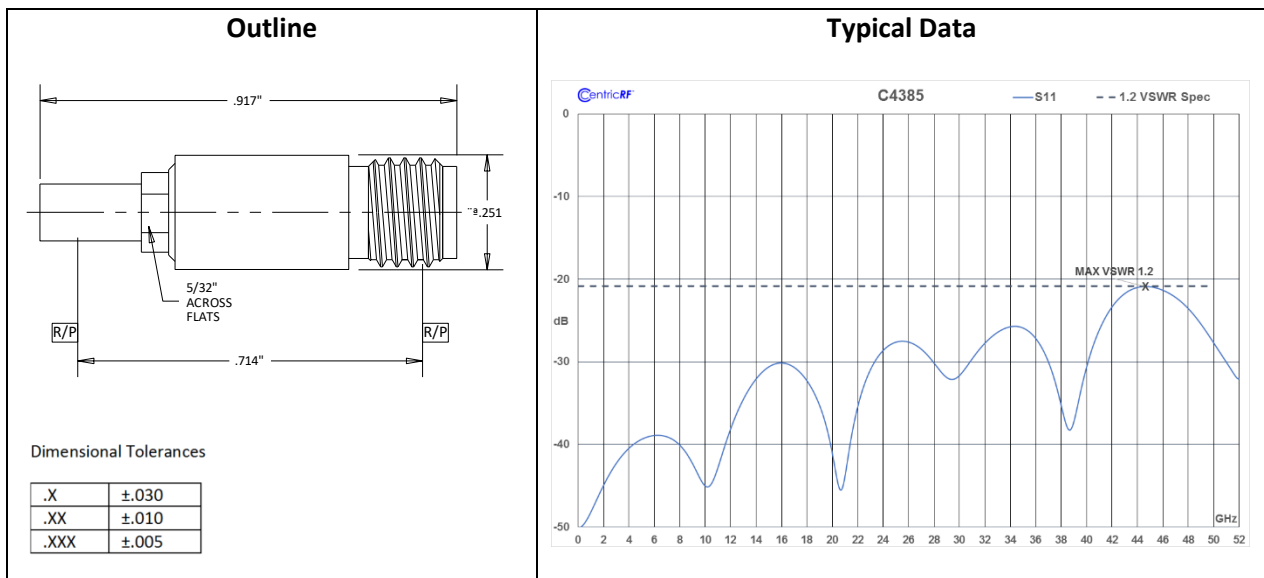 Outline
.917"
¨ª.251
5/32"
ACROSS
FLATS
R/P
R/P
.714"
Dimensional Tolerances
.X ±.030
.XX ±.010
.XXX ±.005
Typical Data
CentricRF
C4385
S11
1.2 VSWR Spec
0
-10
-20
dB
-30
-40
-50
MAX VSWR 1.2
X
GHz
0 2 4 6 8 10 12 14 16 18 20 22 24 26 28 30 32 34 36 38 40 42 44 46 48 50 52